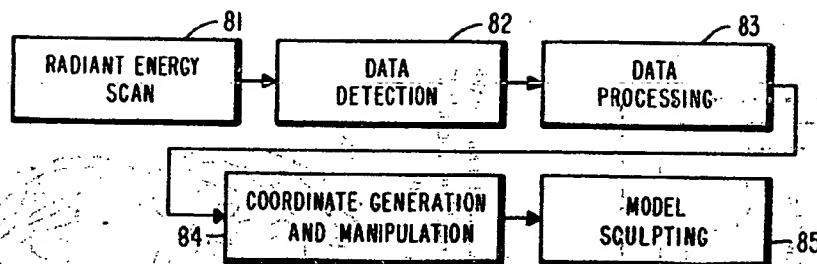 81
RADIANT ENERGY
SCAN
82
DATA
DETECTION
83
DATA
PROCESSING
84
COORDINATE GENERATION
AND MANIPULATION
MODEL
SCULPTING
85